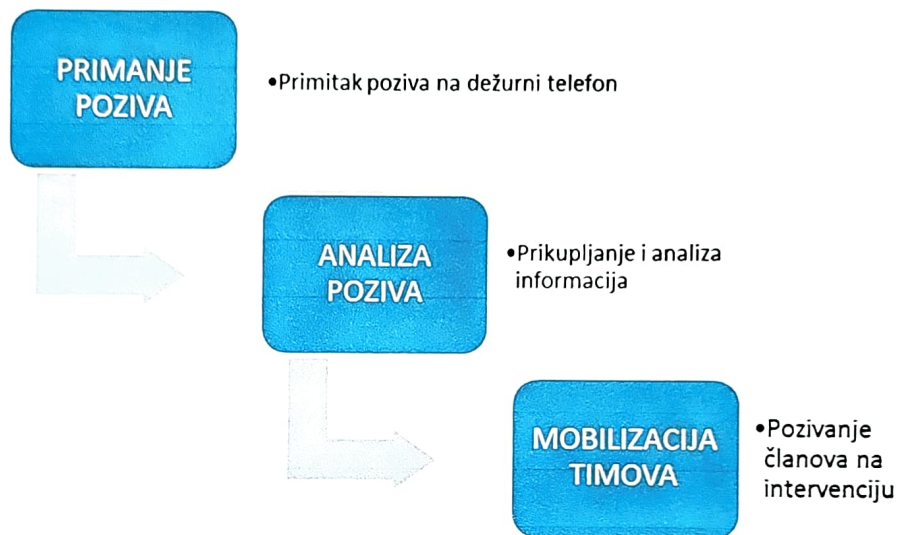 PRIMANJE
POZIVA
•Primitak poziva na dežurni telefon
ANALIZA
POZIVA
•Prikupljanje i analiza
informacija
MOBILIZACIJA
TIMOVA
•Pozivanje
članova na
intervenciju